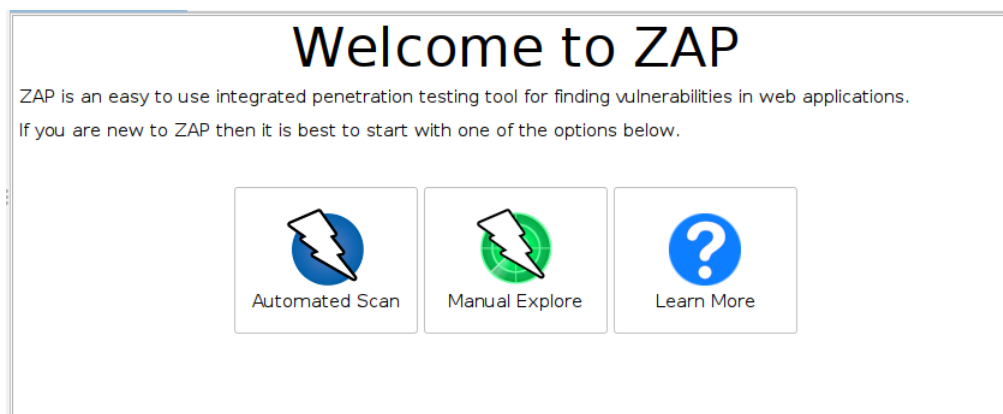 Welcome to ZAP
ZAP is an easy to use integrated penetration testing tool for finding vulnerabilities in web applications.
If you are new to ZAP then it is best to start with one of the options below.
Automated Scan
Manual Explore
Learn More